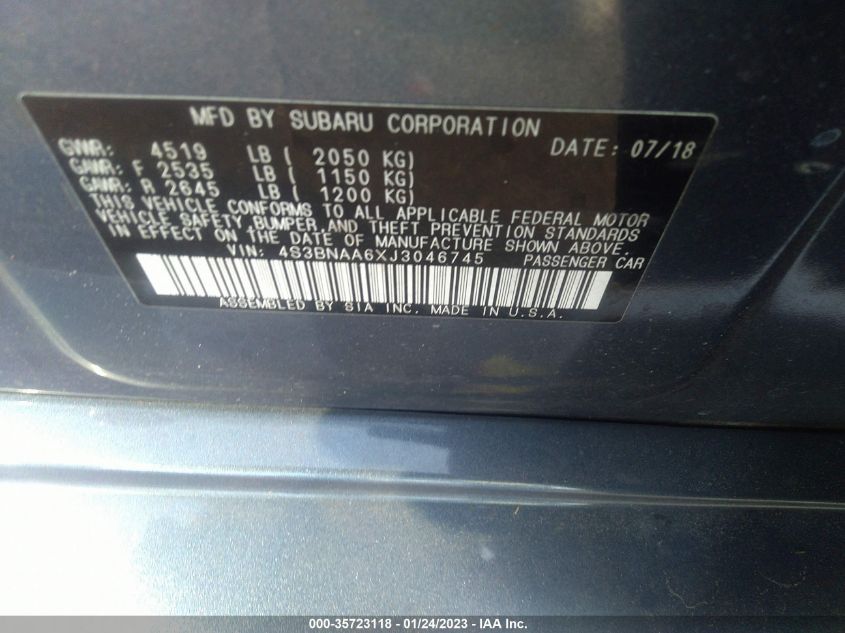 MFD BY SUBARU CORPORATION
GVWR: 4519 LB ( 2050 KG) DATE: 07/18
GAWR: F 2535 LB ( 1150 KG)
GAWR: R 2645 LB ( 1200 KG)
THIS VEHICLE CONFORMS TO ALL APPLICABLE FEDERAL MOTOR
VEHICLE SAFETY, BUMPER, AND THEFT PREVENTION STANDARDS
IN EFFECT ON THE DATE OF MANUFACTURE SHOWN ABOVE.
VIN: 4S3BNAA6XJ3046745 PASSENGER CAR
ASSEMBLED BY SIA INC. MADE IN U.S.A.
000-35723118 - 01/24/2023 - IAA Inc.